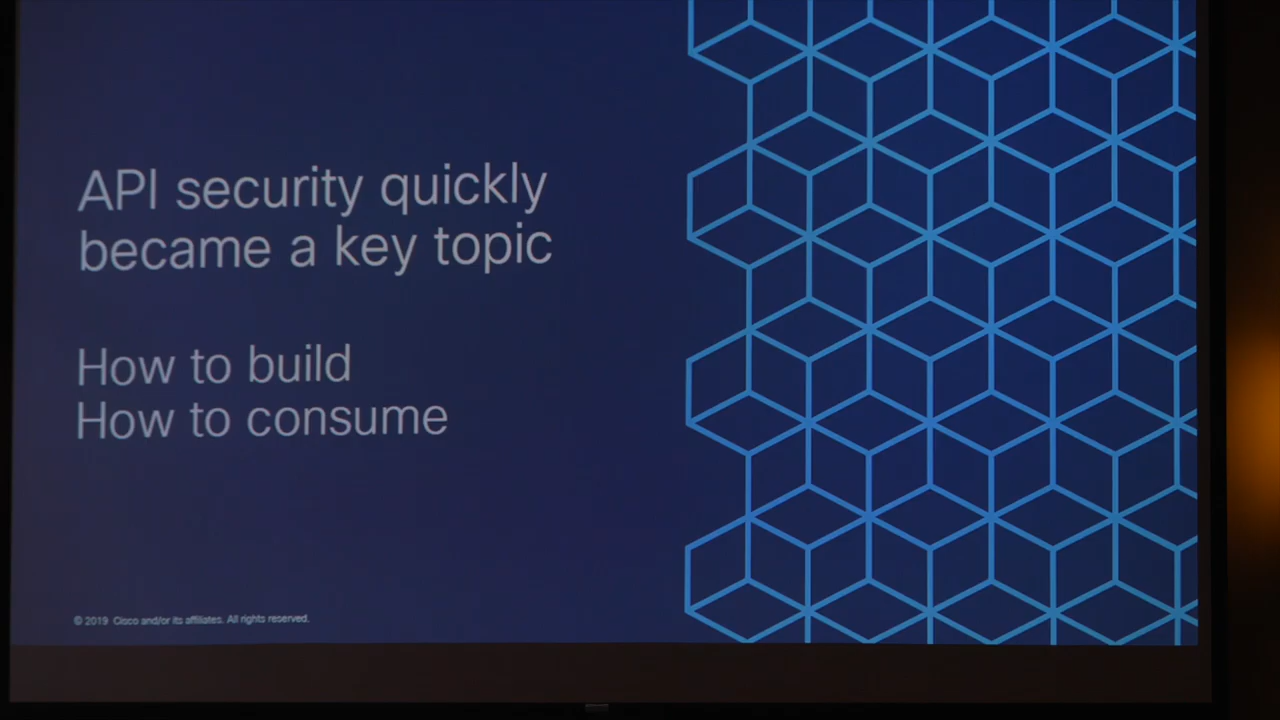 API security quickly
became a key topic
How to build
How to consume
© 2019 Cisco and/or its affiliates. All rights reserved.